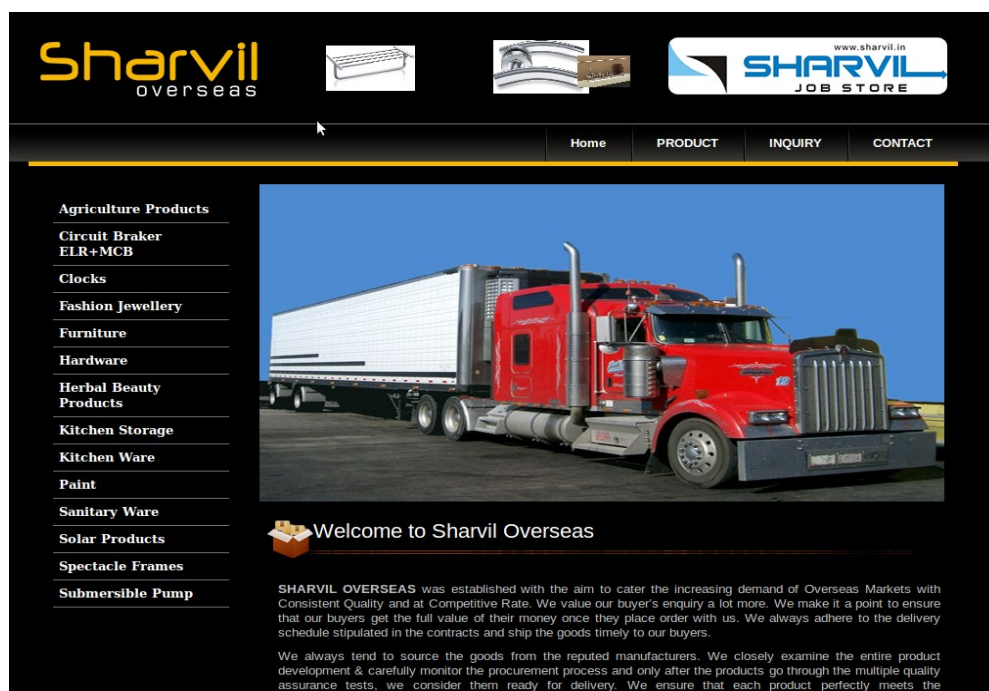 Sharvil
overseas
www.sharvil.in
SHARVIL
JOB STORE
Home PRODUCT INQUIRY CONTACT
Agriculture Products
Circuit Braker
ELR+MCB
Clocks
Fashion Jewellery
Furniture
Hardware
Herbal Beauty
Products
Kitchen Storage
Kitchen Ware
Paint
Sanitary Ware
Solar Products
Spectacle Frames
Submersible Pump
Welcome to Sharvil Overseas
SHARVIL OVERSEAS was established with the aim to cater the increasing demand of Overseas Markets with
Consistent Quality and at Competitive Rate. We value our buyer's enquiry a lot more. We make it a point to ensure
that our buyers get the full value of their money once they place order with us. We always adhere to the delivery
schedule stipulated in the contracts and ship the goods timely to our buyers.
We always tend to source the goods from the reputed manufacturers. We closely examine the entire product
development & carefully monitor the procurement process and only after the products go through the multiple quality
assurance tests, we consider them ready for delivery. We ensure that each product perfectly meets the